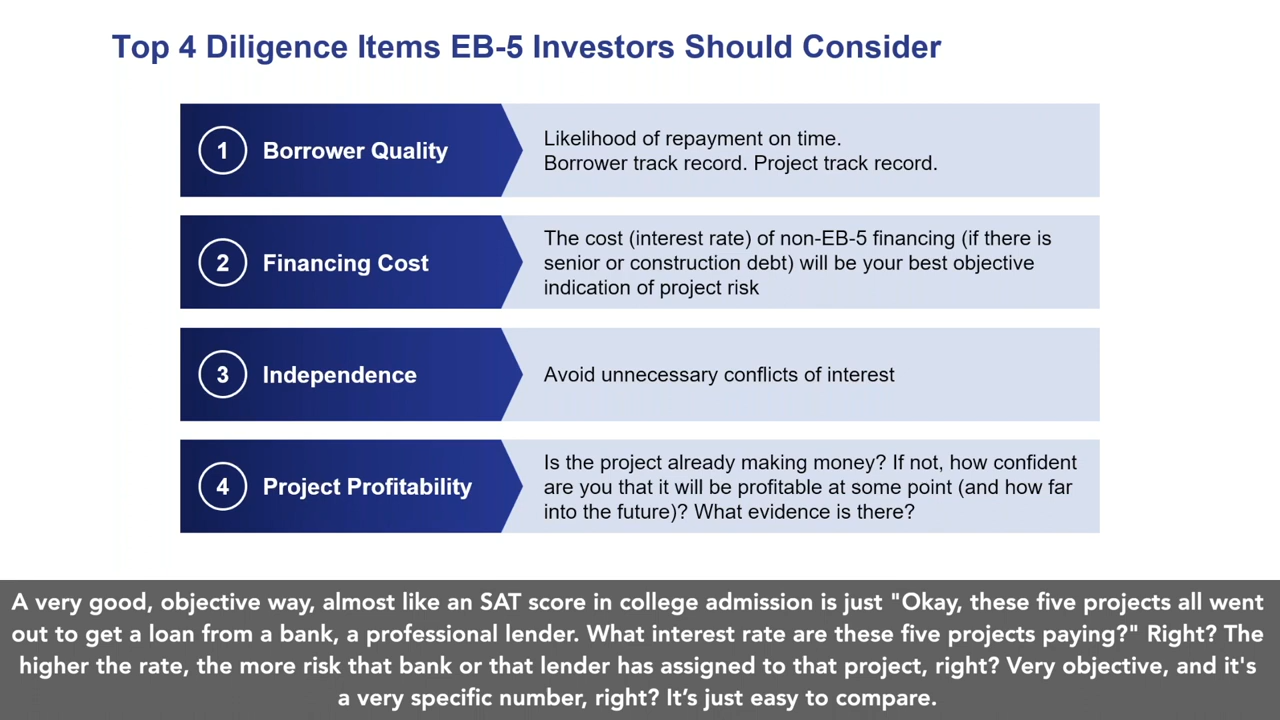 Top 4 Diligence Items EB-5 Investors Should Consider
1 Borrower Quality
Likelihood of repayment on time.
Borrower track record. Project track record.
2 Financing Cost
The cost (interest rate) of non-EB-5 financing (if there is
senior or construction debt) will be your best objective
indication of project risk
3 Independence
Avoid unnecessary conflicts of interest
4 Project Profitability
Is the project already making money? If not, how confident
are you that it will be profitable at some point (and how far
into the future)? What evidence is there?
A very good, objective way, almost like an SAT score in college admission is just "Okay, these five projects all went
out to get a loan from a bank, a professional lender. What interest rate are these five projects paying?" Right? The
higher the rate, the more risk that bank or that lender has assigned to that project, right? Very objective, and it's
a very specific number, right? It’s just easy to compare.